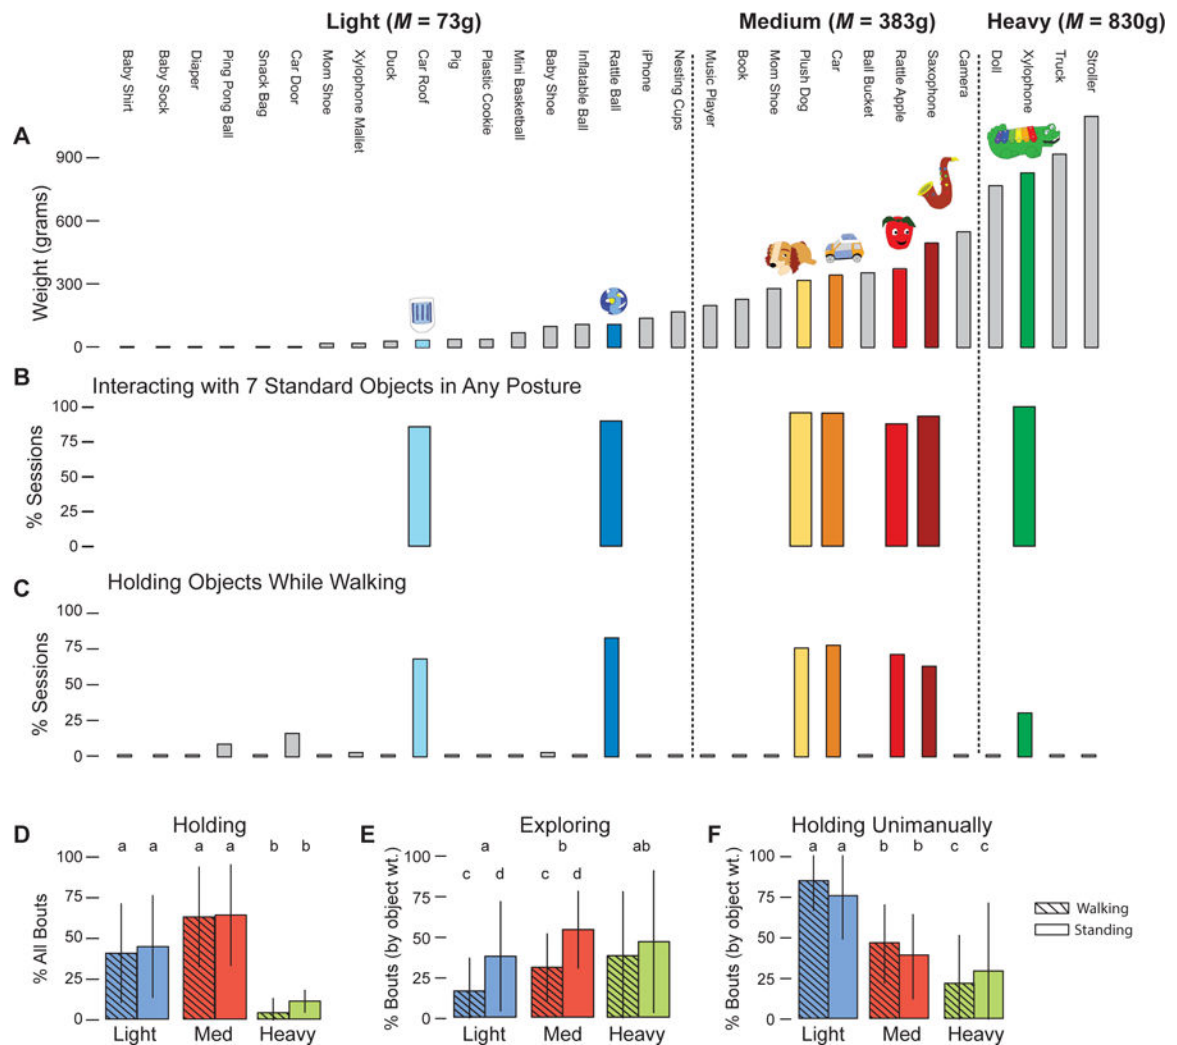 Light (M = 73g)
Medium (M = 383g)
Heavy (M = 830g)
Baby Shirt
Baby Sock
Diaper
Ping Pong Ball
Snack Bag
Car Door
Mom Shoe
Xylophone Mallet
Duck
Car Roof
Pig
Plastic Cookie
Mini Basketball
Baby Shoe
Inflatable Ball
Rattle Ball
iPhone
Nesting Cups
Music Player
Book
Mom Shoe
Plush Dog
Car
Ball Bucket
Rattle Apple
Saxophone
Camera
Doll
Xylophone
Truck
Stroller
A
Weight (grams)
900
600
300
0
B
Interacting with 7 Standard Objects in Any Posture
% Sessions
100
75
50
25
0
C
Holding Objects While Walking
% Sessions
100
75
50
25
0
D
Holding
% All Bouts
100
75
50
25
0
a a a a b b
Light Med Heavy
E
Exploring
% Bouts (by object wt.)
100
75
50
25
0
a b ab
c d c d
Light Med Heavy
F
Holding Unimanually
% Bouts (by object wt.)
100
75
50
25
0
a a b b c c
Light Med Heavy
Walking
Standing